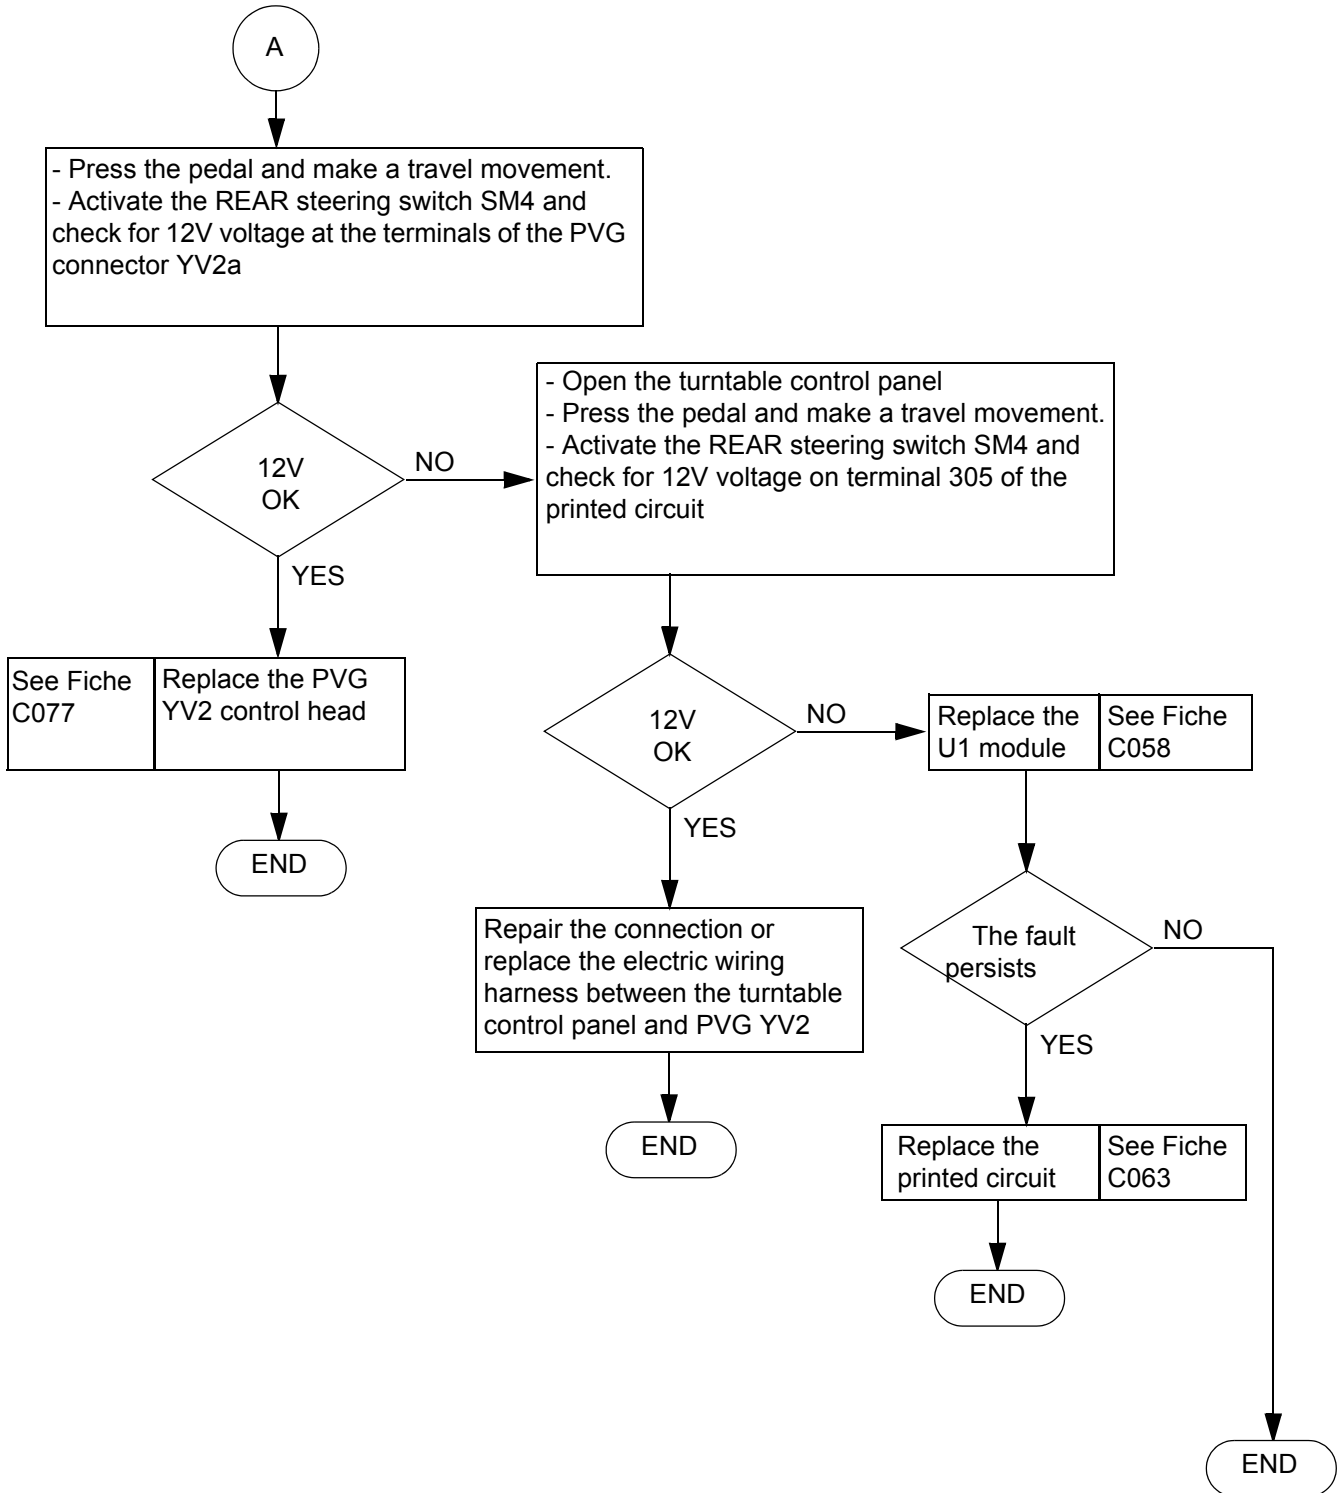 A
- Press the pedal and make a travel movement.
- Activate the REAR steering switch SM4 and
check for 12V voltage at the terminals of the PVG
connector YV2a
- Open the turntable control panel
- Press the pedal and make a travel movement.
- Activate the REAR steering switch SM4 and
check for 12V voltage on terminal 305 of the
printed circuit
12V
OK
NO
YES
See Fiche
C077
Replace the PVG
YV2 control head
END
12V
OK
NO
YES
Replace the
U1 module
See Fiche
C058
Repair the connection or
replace the electric wiring
harness between the turntable
control panel and PVG YV2
END
The fault
persists
NO
YES
Replace the
printed circuit
See Fiche
C063
END
END